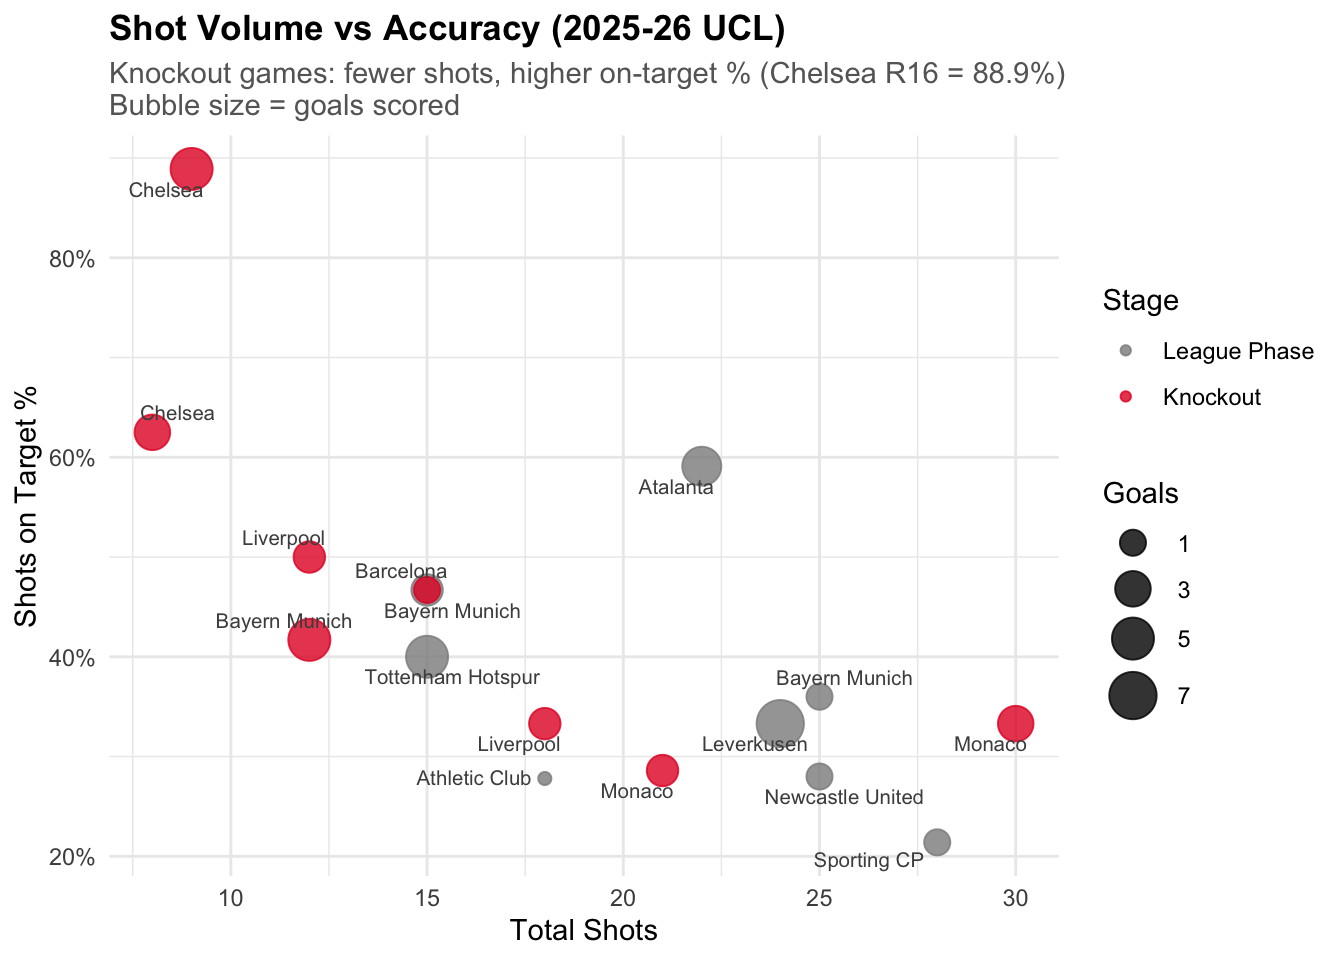 Shot Volume vs Accuracy (2025-26 UCL)
Knockout games: fewer shots, higher on-target % (Chelsea R16 = 88.9%)
Bubble size = goals scored
Shots on Target %
80%
60%
40%
20%
Chelsea
Chelsea
Atalanta
Liverpool
Barcelona
Bayern Munich
Bayern Munich
Tottenham Hotspur
Bayern Munich
Liverpool
Leverkusen
Monaco
Athletic Club
Monaco
Newcastle United
Sporting CP
10
15
20
25
30
Total Shots
Stage
League Phase
Knockout
Goals
1
3
5
7